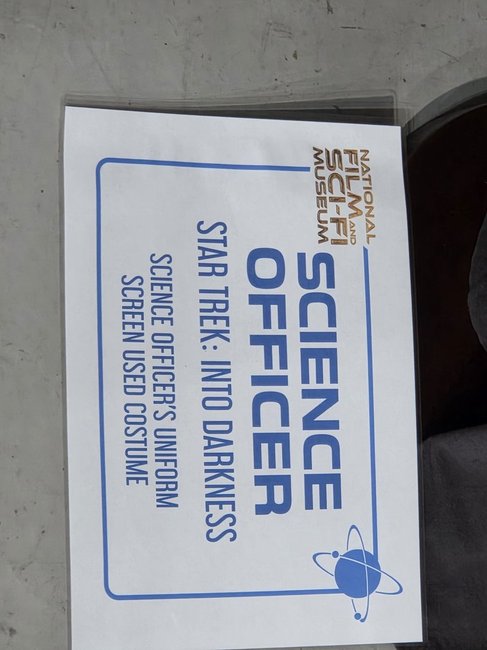 NATIONAL
FILM AND
SCI-FI
MUSEUM
SCIENCE
OFFICER
STAR TREK: INTO DARKNESS
SCIENCE OFFICER'S UNIFORM
SCREEN USED COSTUME